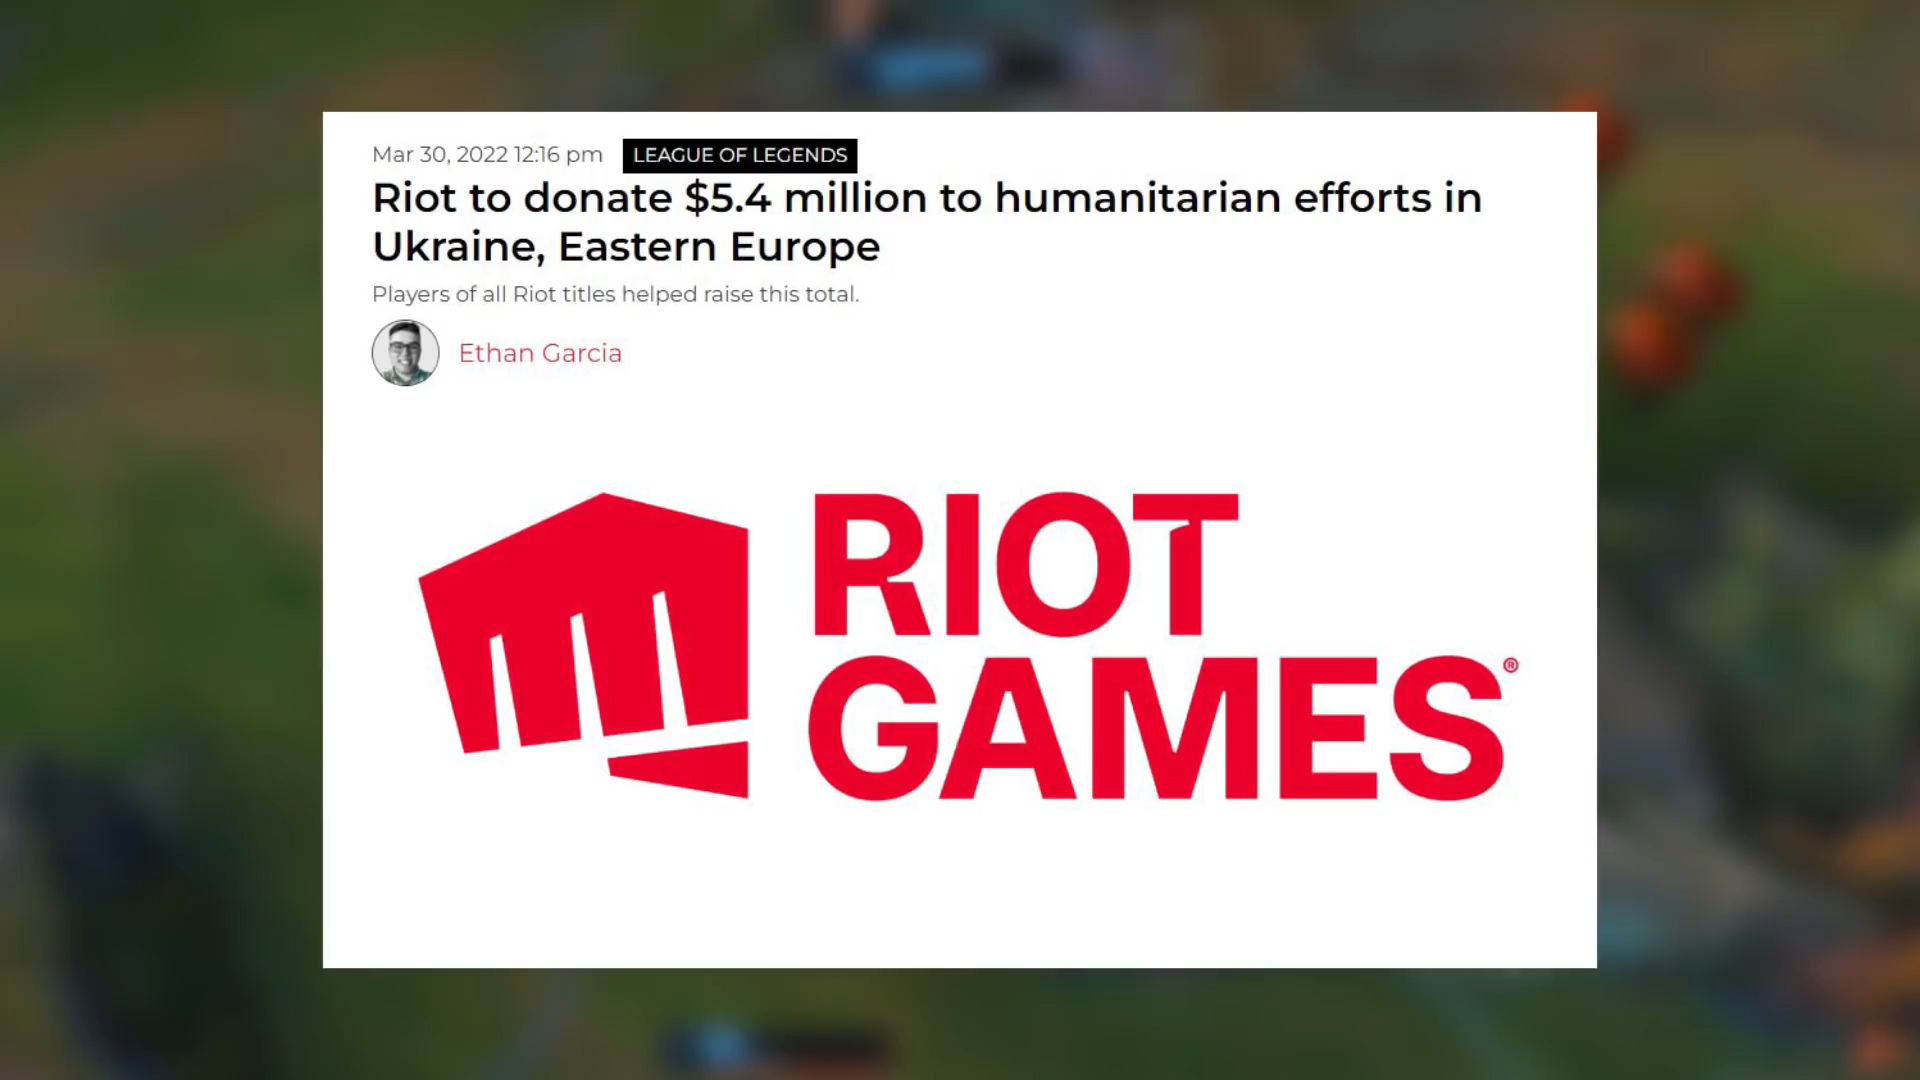 Mar 30, 2022 12:16 pm LEAGUE OF LEGENDS
Riot to donate $5.4 million to humanitarian efforts in
Ukraine, Eastern Europe
Players of all Riot titles helped raise this total.
Ethan Garcia
RIOT
GAMES®